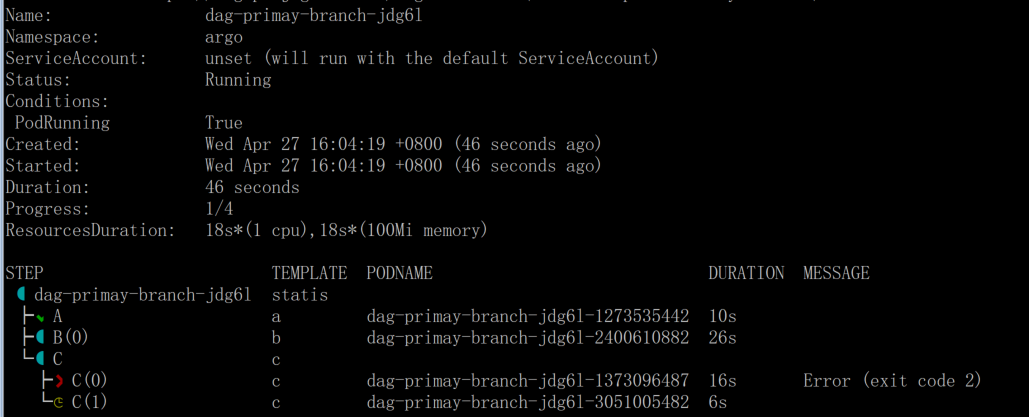 Name: dag-primay-branch-jdg6l
Namespace: argo
ServiceAccount: unset (will run with the default ServiceAccount)
Status: Running
Conditions:
PodRunning True
Created: Wed Apr 27 16:04:19 +0800 (46 seconds ago)
Started: Wed Apr 27 16:04:19 +0800 (46 seconds ago)
Duration: 46 seconds
Progress: 1/4
ResourcesDuration: 18s*(1 cpu),18s*(100Mi memory)
STEP TEMPLATE PODNAME DURATION MESSAGE
dag-primay-branch-jdg6l statis
A a dag-primay-branch-jdg6l-1273535442 10s
B(0) b dag-primay-branch-jdg6l-2400610882 26s
C c
C(0) c dag-primay-branch-jdg6l-1373096487 16s Error (exit code 2)
C(1) c dag-primay-branch-jdg6l-3051005482 6s